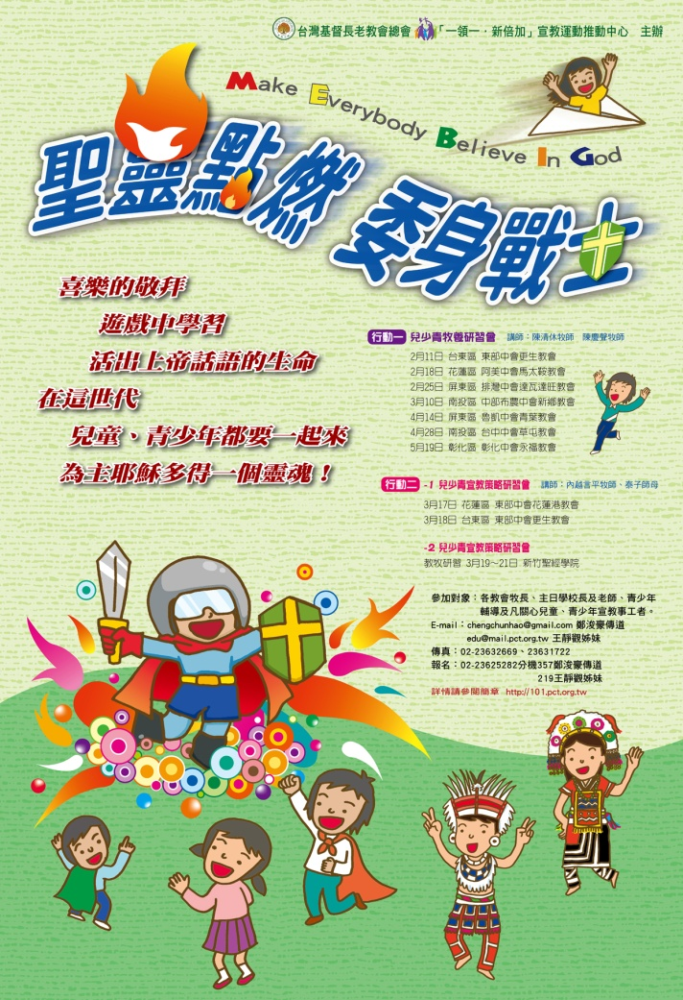 台灣基督長老教會總會 「一領一．新倍加」宣教運動推動中心 主辦
Make Everybody Believe In God
聖靈點燃 委身戰士
喜樂的敬拜
遊戲中學習
活出上帝話語的生命
在這世代
兒童、青少年都要一起來
為主耶穌多得一個靈魂！
行動一 兒少青牧養研習會 講師：陳清休牧師 陳慶聲牧師
2月11日 台東區 東部中會更生教會
2月18日 花蓮區 阿美中會馬太鞍教會
2月25日 屏東區 排灣中會達瓦達旺教會
3月10日 南投區 中部布農中會新鄉教會
4月14日 屏東區 魯凱中會青葉教會
4月28日 南投區 台中中會草屯教會
5月19日 彰化區 彰化中會永福教會
行動二 -1 兒少青宣教策略研習會 講師：內越言平牧師、泰子師母
3月17日 花蓮區 東部中會花蓮港教會
3月18日 台東區 東部中會更生教會
-2 兒少青宣教策略研習會
教牧研習 3月19～21日 新竹聖經學院
參加對象：各教會牧長、主日學校長及老師、青少年
輔導及凡關心兒童、青少年宣教事工者。
E-mail：chengchunhao@gmail.com 鄭浚豪傳道
edu@mail.pct.org.tw 王靜觀姊妹
傳真：02-23632669、23631722
報名：02-23625282分機357鄭浚豪傳道
219王靜觀姊妹
詳情請參閱簡章 http://101.pct.org.tw